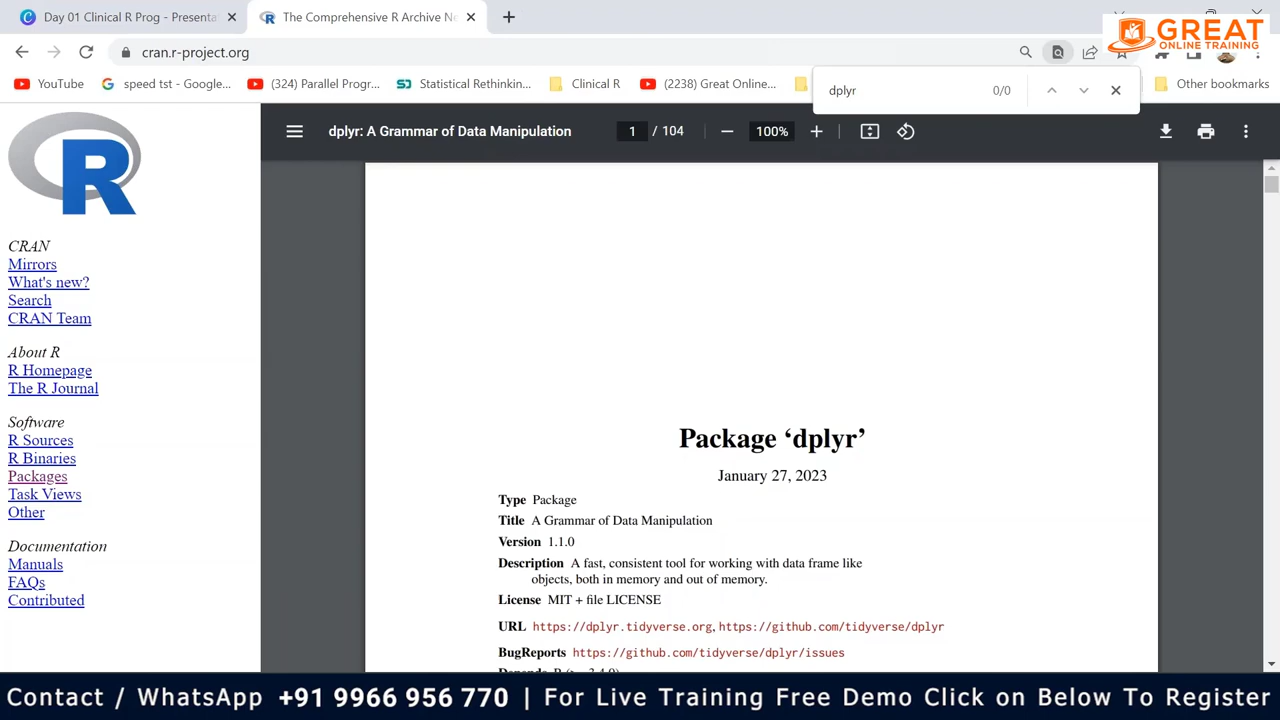 Day 01 Clinical R Prog - Presenta
The Comprehensive R Archive Ne
GREAT
ONLINE TRAINING
cran.r-project.org
YouTube
speed tst - Google...
(324) Parallel Progr...
Statistical Rethinkin...
Clinical R
(2238) Great Online...
Other bookmarks
dplyr
0/0
dplyr: A Grammar of Data Manipulation
1 / 104
100%
CRAN
Mirrors
What's new?
Search
CRAN Team
About R
R Homepage
The R Journal
Software
R Sources
R Binaries
Packages
Task Views
Other
Documentation
Manuals
FAQs
Contributed
Package ‘dplyr’
January 27, 2023
Type Package
Title A Grammar of Data Manipulation
Version 1.1.0
Description A fast, consistent tool for working with data frame like
objects, both in memory and out of memory.
License MIT + file LICENSE
URL https://dplyr.tidyverse.org, https://github.com/tidyverse/dplyr
BugReports https://github.com/tidyverse/dplyr/issues
Contact / WhatsApp +91 9966 956 770 | For Live Training Free Demo Click on Below To Register